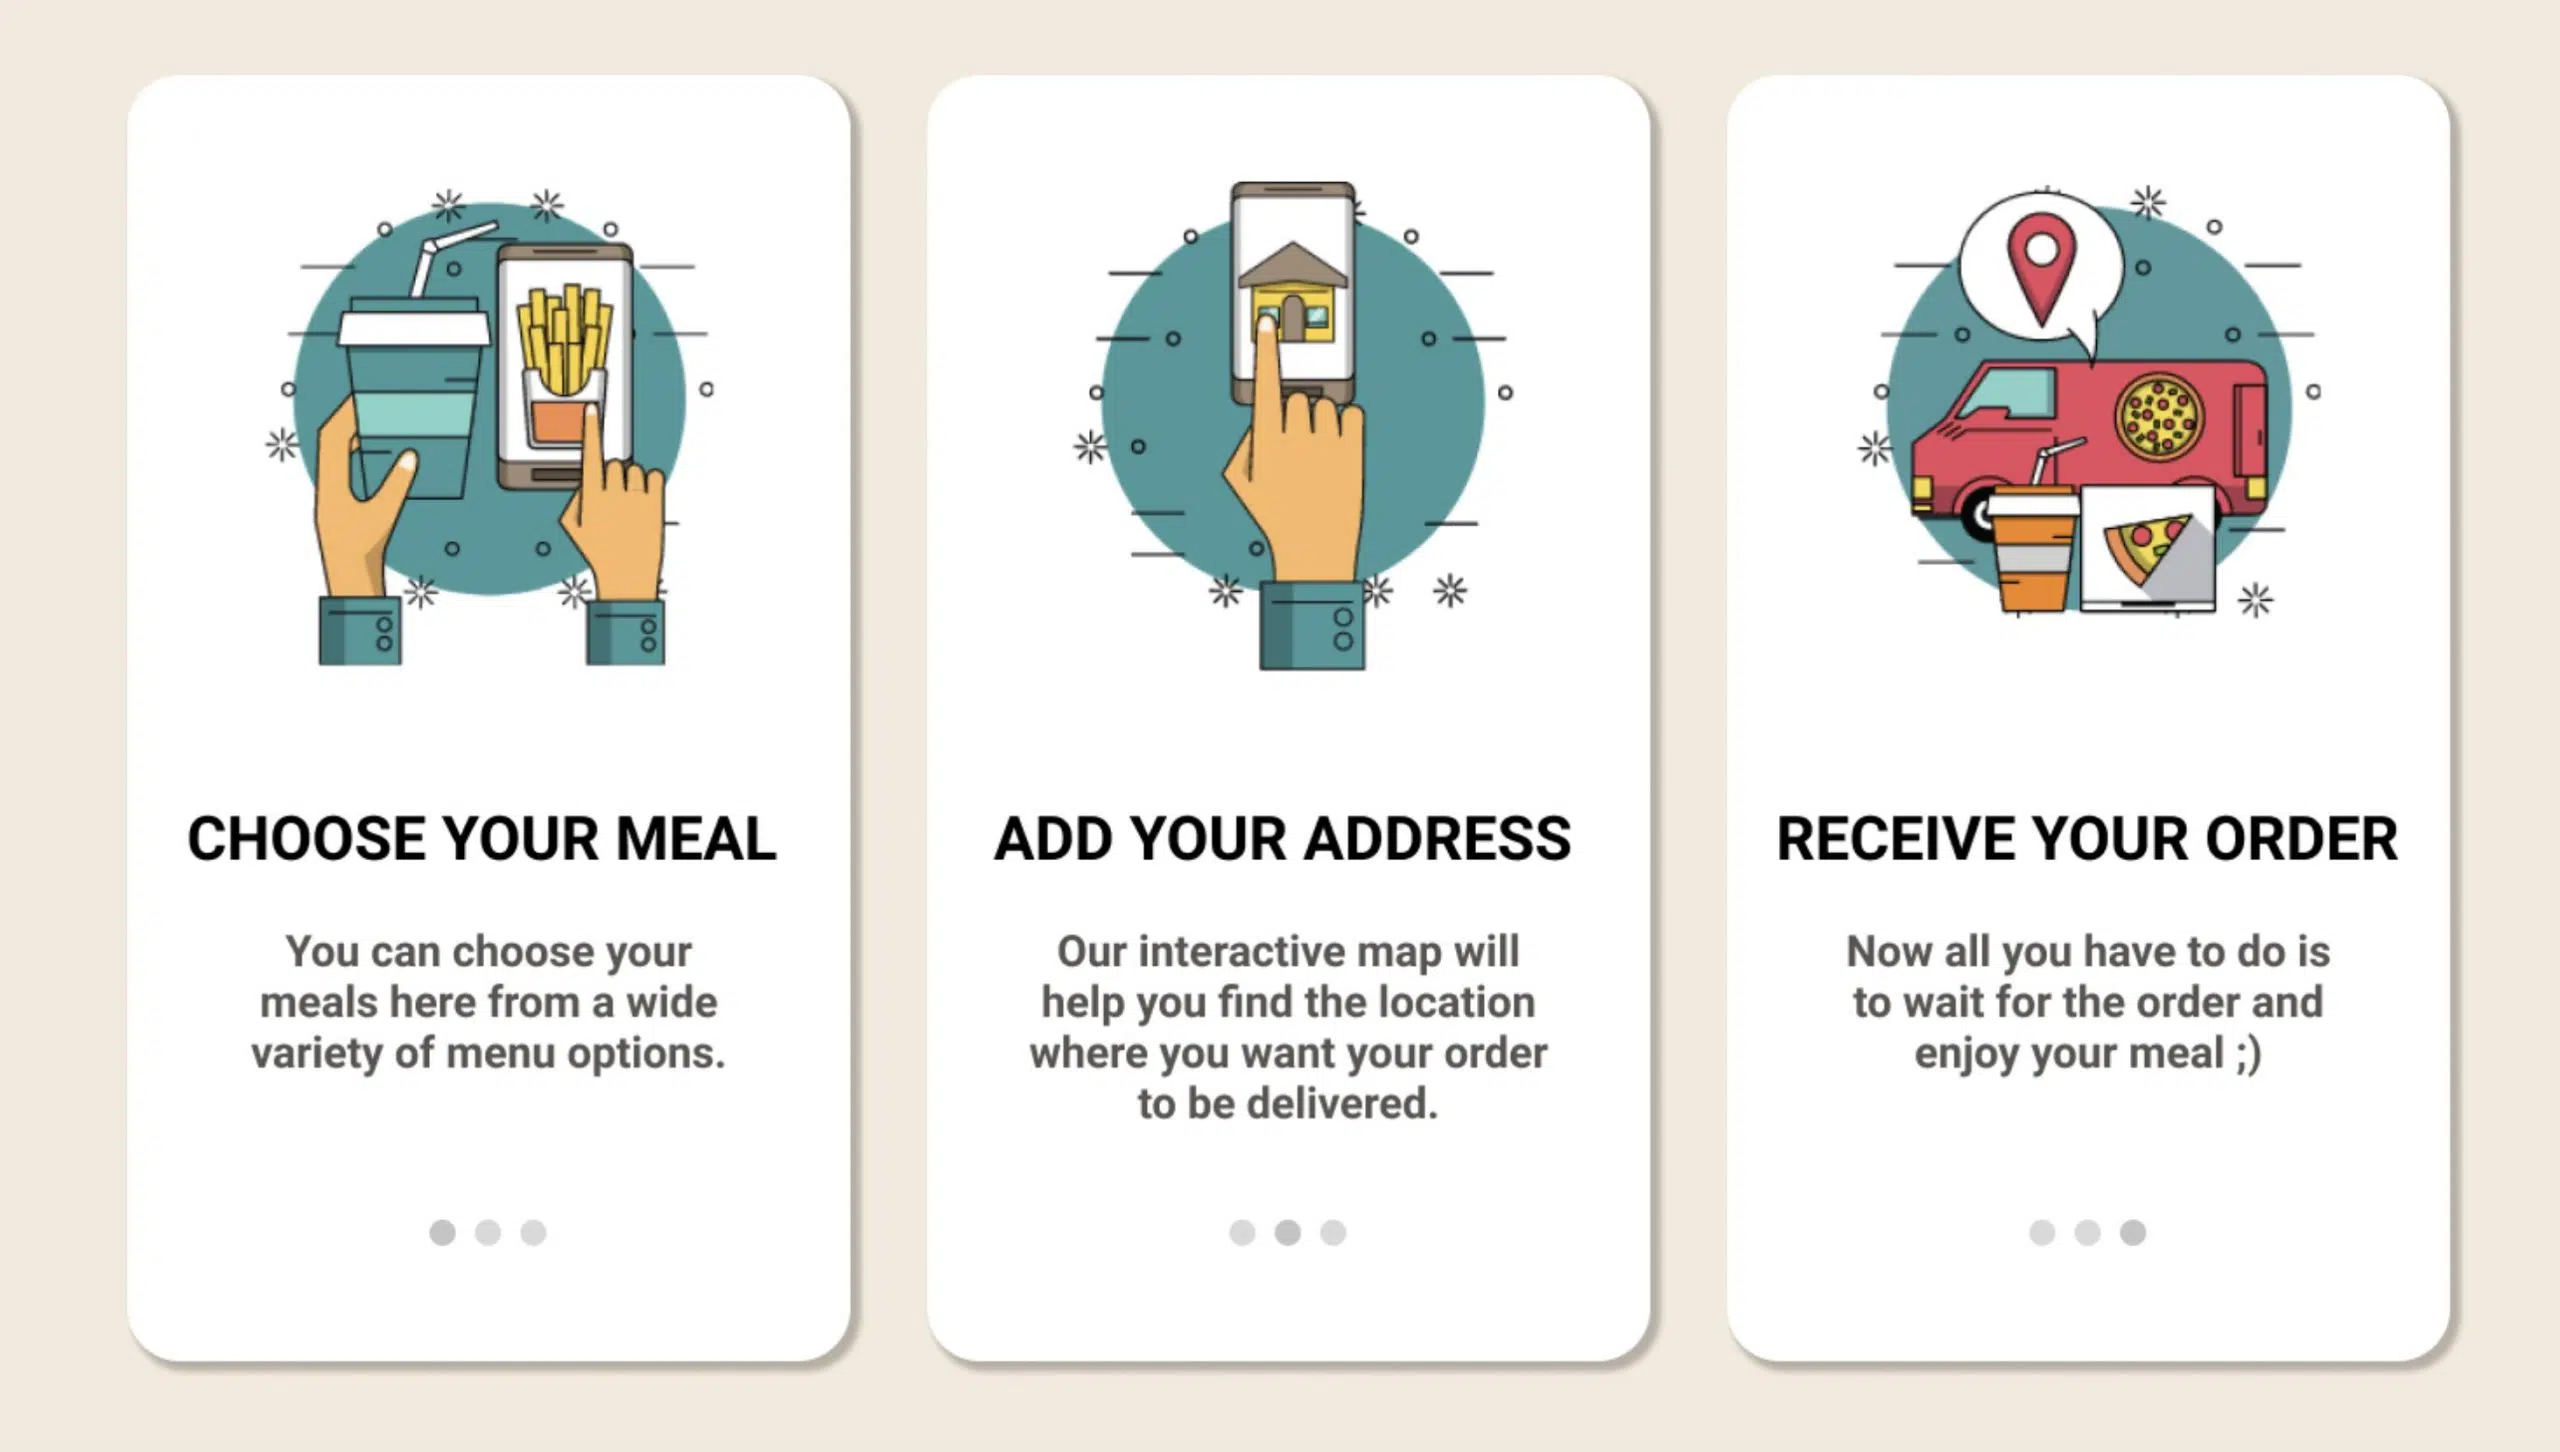 CHOOSE YOUR MEAL
You can choose your
meals here from a wide
variety of menu options.
ADD YOUR ADDRESS
Our interactive map will
help you find the location
where you want your order
to be delivered.
RECEIVE YOUR ORDER
Now all you have to do is
to wait for the order and
enjoy your meal ;)